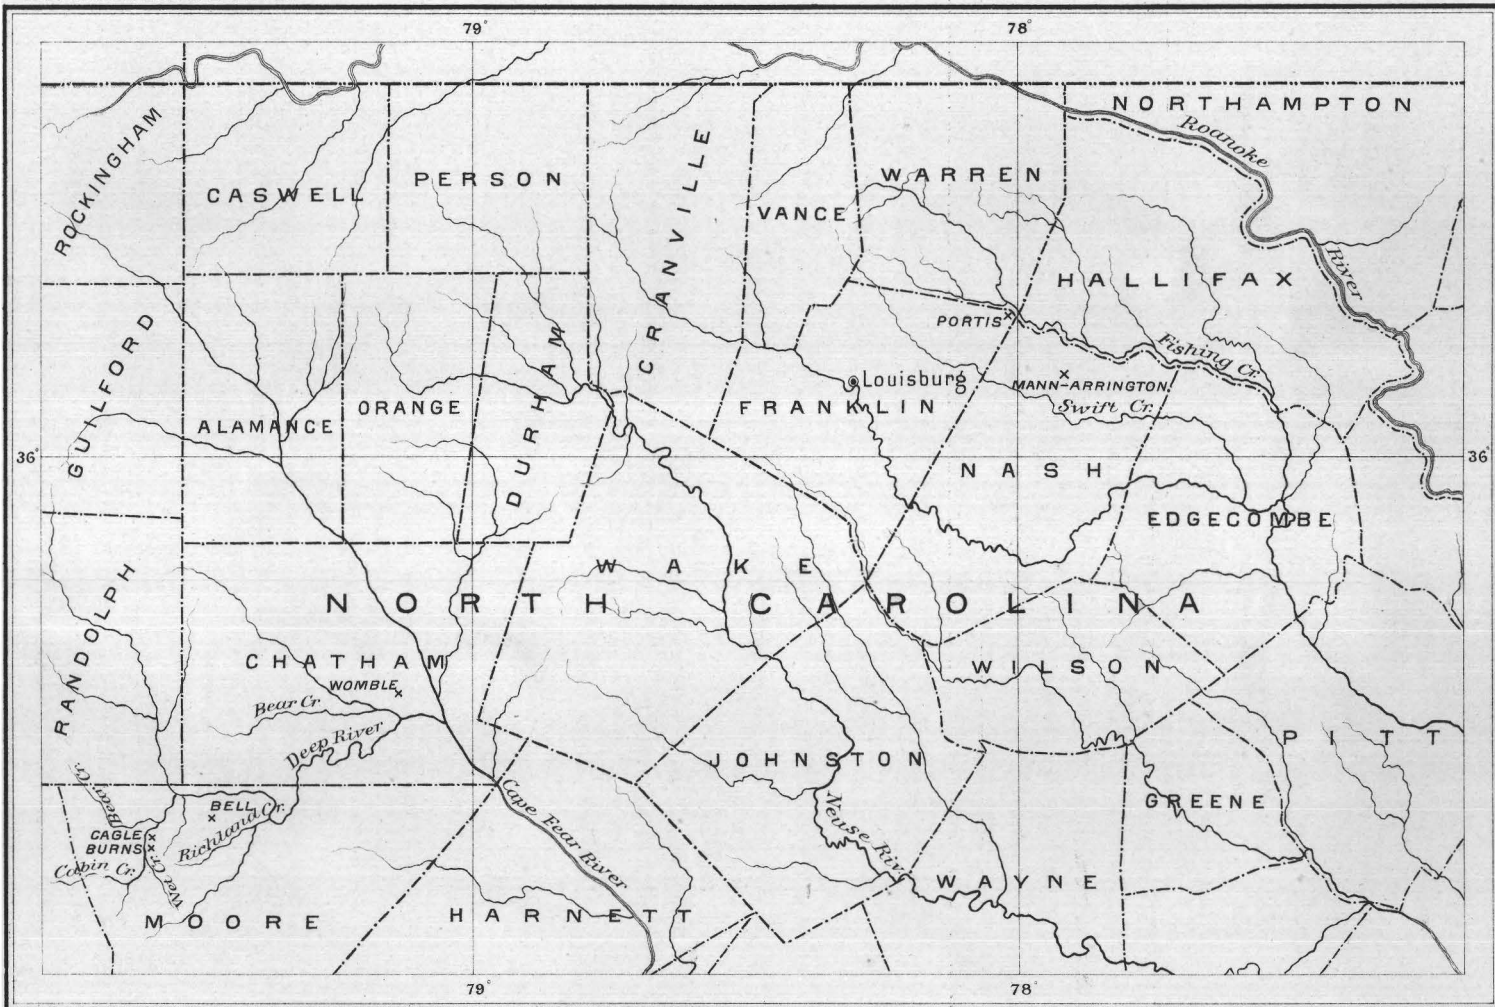 79°
78°
NORTHAMPTON
Roanoke
River
ROCKINGHAM
CASWELL
PERSON
GRANVILLE
VANCE
WARREN
HALLIFAX
PORTIS
Fishing Cr.
GUILFORD
ALAMANCE
ORANGE
DURHAM
Louisburg
FRANKLIN
MANN-ARRINGTON
Swift Cr.
36°
36°
NASH
EDGECOMBE
WAKE
NORTH CAROLINA
RANDOLPH
CHATHAM
WOMBLE
Bear Cr.
Deep River
WILSON
JOHNSTON
PITT
GREENE
Bear Cr.
BELL
Richland Cr.
CAGLE
BURNS
Cabin Cr.
Wet Cr.
Cape Fear River
Neuse Riv.
WAYNE
MOORE
HARNETT
79°
78°